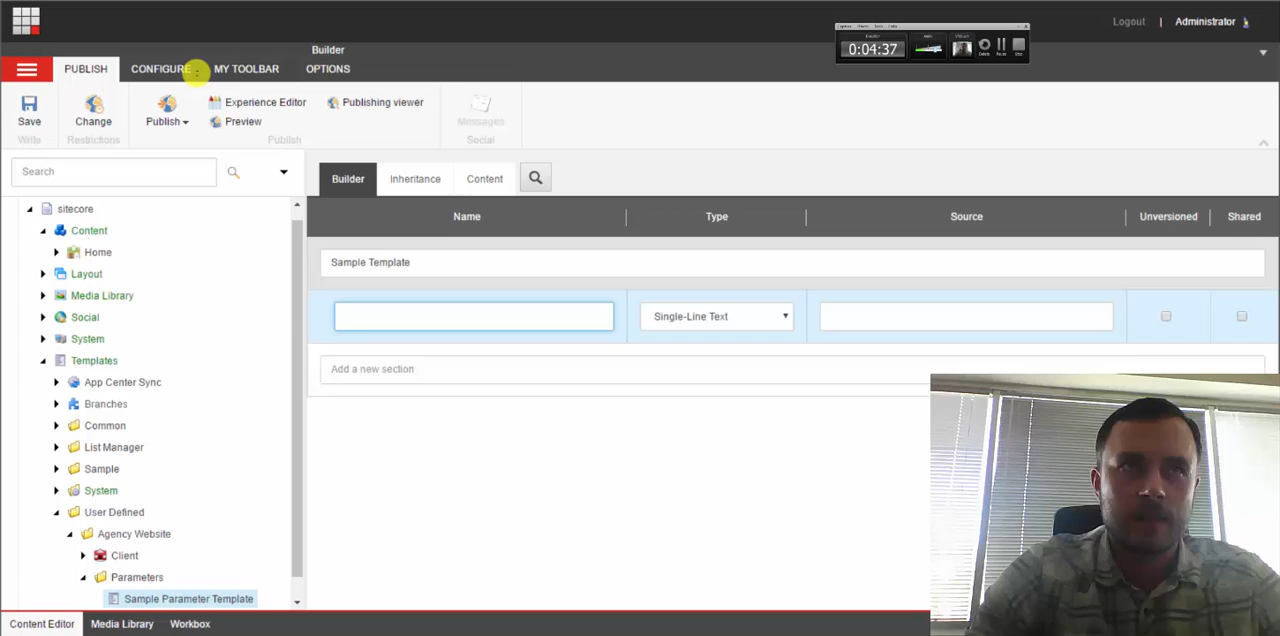 Logout | Administrator
0:04:37
Builder
PUBLISH CONFIGURE MY TOOLBAR OPTIONS
Save Change Publish Experience Editor Publishing viewer Messages
Preview
Write Restrictions Publish Social
Search
Builder Inheritance Content
Name Type Source Unversioned Shared
Sample Template
Single-Line Text
Add a new section
sitecore
Content
Home
Layout
Media Library
Social
System
Templates
App Center Sync
Branches
Common
List Manager
Sample
System
User Defined
Agency Website
Client
Parameters
Sample Parameter Template
Content Editor Media Library Workbox